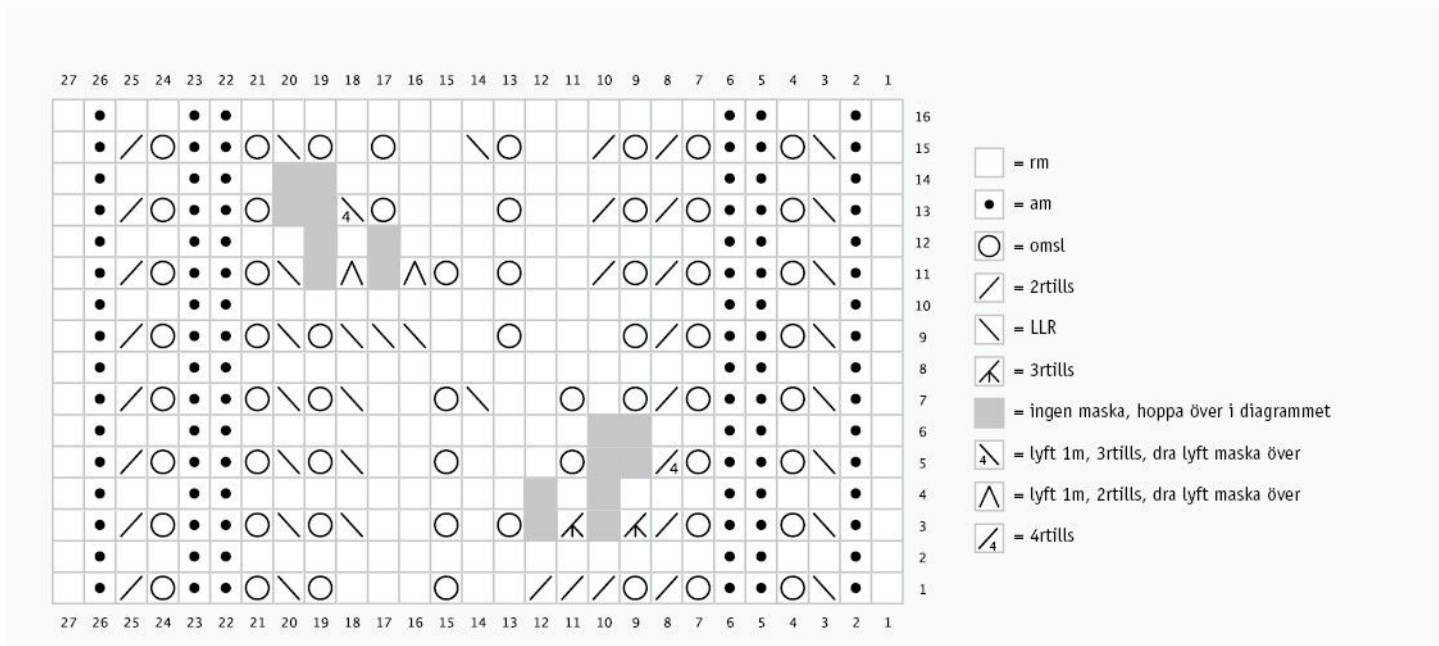 27 26 25 24 23 22 21 20 19 18 17 16 15 14 13 12 11 10 9 8 7 6 5 4 3 2 1
16
15
14
4 13
12
11
10
9
8
7
6
4 5
4
3
2
1
27 26 25 24 23 22 21 20 19 18 17 16 15 14 13 12 11 10 9 8 7 6 5 4 3 2 1
= rm
= am
= omsl
= 2rtills
= LLR
= 3rtills
= ingen maska, hoppa över i diagrammet
4 = lyft 1m, 3rtills, dra lyft maska över
= lyft 1m, 2rtills, dra lyft maska över
4 = 4rtills